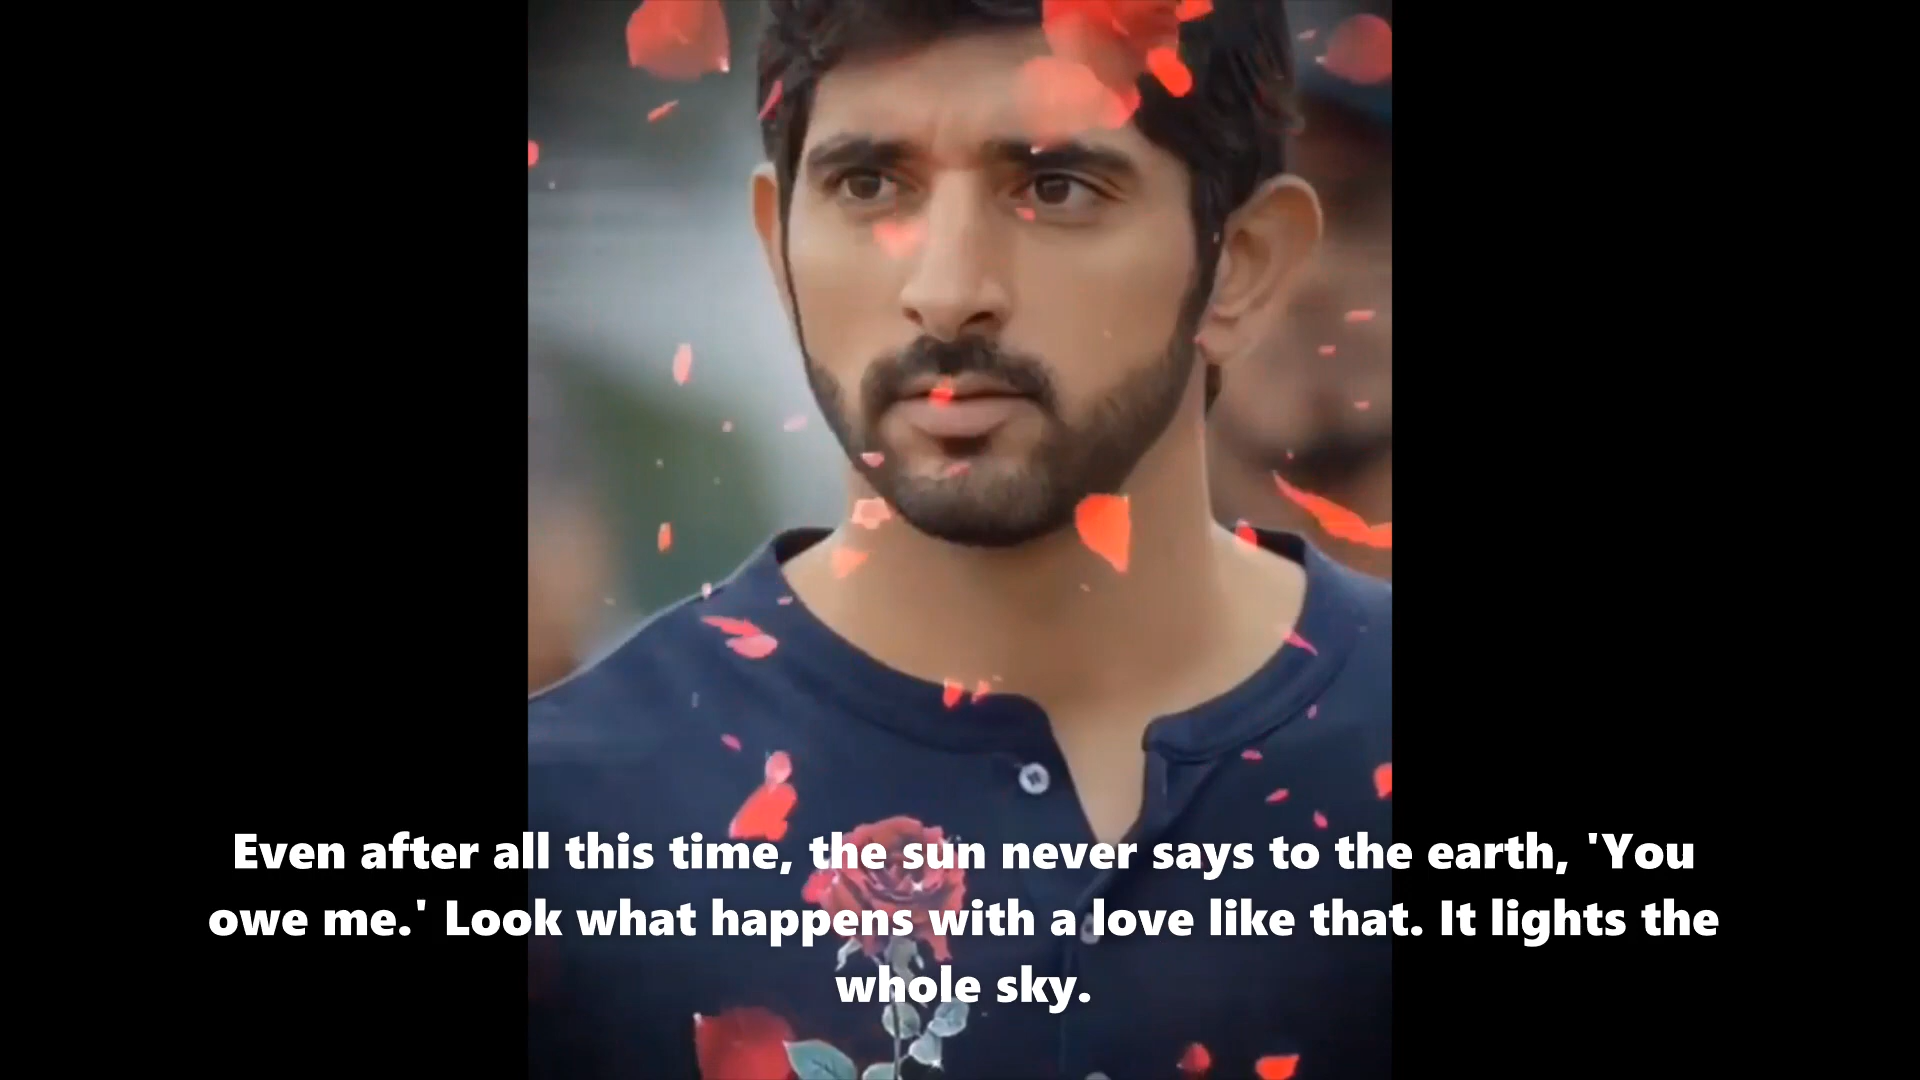 Even after all this time, the sun never says to the earth, 'You
owe me.' Look what happens with a love like that. It lights the
whole sky.